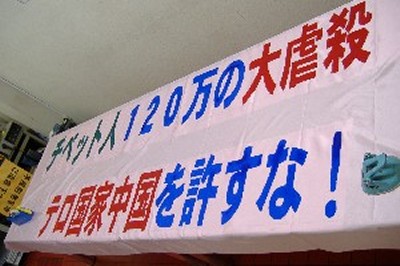 チベット人１２０万の大虐殺
テロ国家中国を許すな！